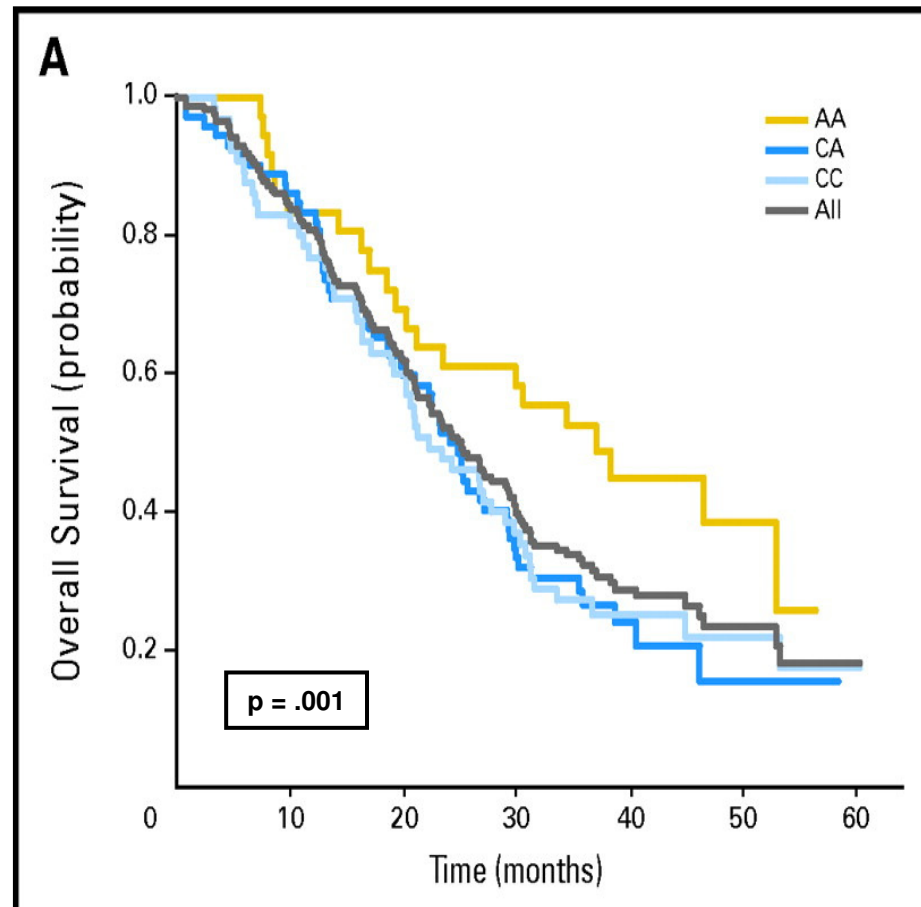 A
1.0
0.8
0.6
0.4
0.2
Overall Survival (probability)
AA
CA
CC
All
p = .001
0 10 20 30 40 50 60
Time (months)